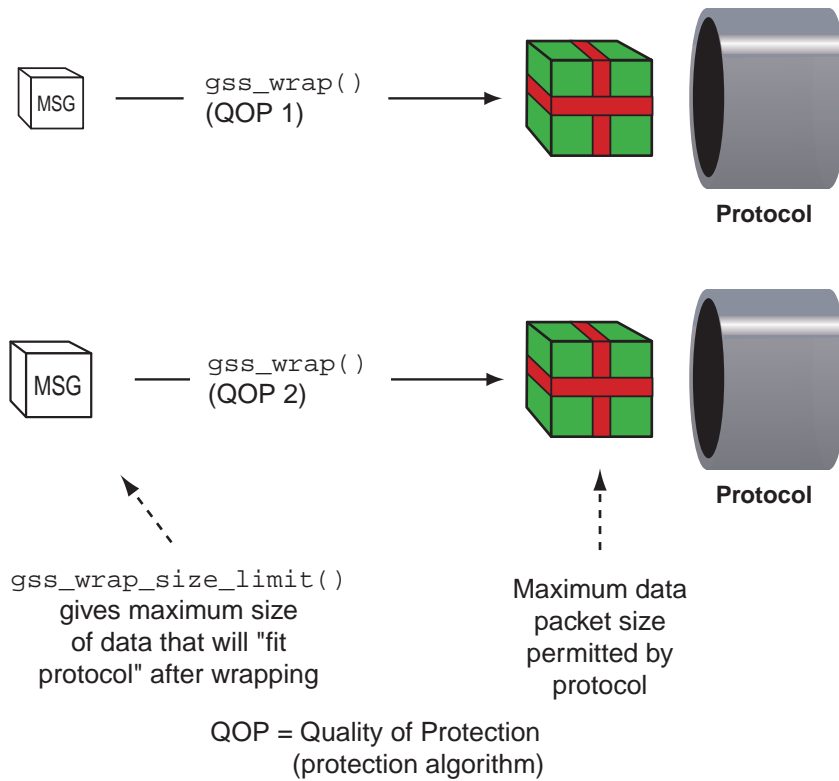 MSG
gss_wrap()
(QOP 1)
Protocol
MSG
gss_wrap()
(QOP 2)
Protocol
gss_wrap_size_limit()
gives maximum size
of data that will "fit
protocol" after wrapping
Maximum data
packet size
permitted by
protocol
QOP = Quality of Protection
(protection algorithm)